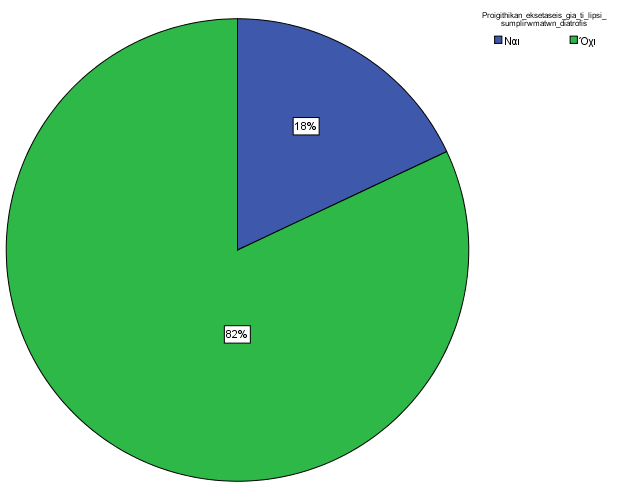 Proigithikan_eksetaseis_gia_ti_lipsi_
sumplirwmatwn_diatrofis
Ναι
Όχι
18%
82%